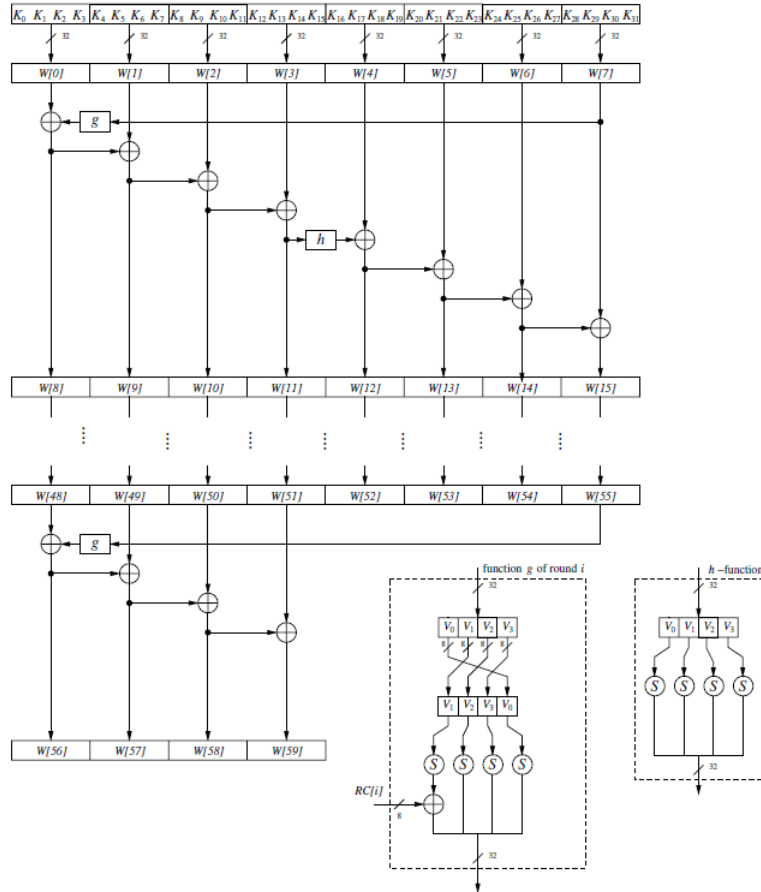 K0 K1 K2 K3 K4 K5 K6 K7 K8 K9 K10 K11 K12 K13 K14 K15 K16 K17 K18 K19 K20 K21 K22 K23 K24 K25 K26 K27 K28 K29 K30 K31
32 32 32 32 32 32 32 32
W[0] W[1] W[2] W[3] W[4] W[5] W[6] W[7]
g
h
W[8] W[9] W[10] W[11] W[12] W[13] W[14] W[15]
W[48] W[49] W[50] W[51] W[52] W[53] W[54] W[55]
g
function g of round i
32
V0 V1 V2 V3
8 8 8 8
V1 V2 V3 V0
S S S S
RC[i]
8
32
h–function
32
V0 V1 V2 V3
S S S S
32
W[56] W[57] W[58] W[59]